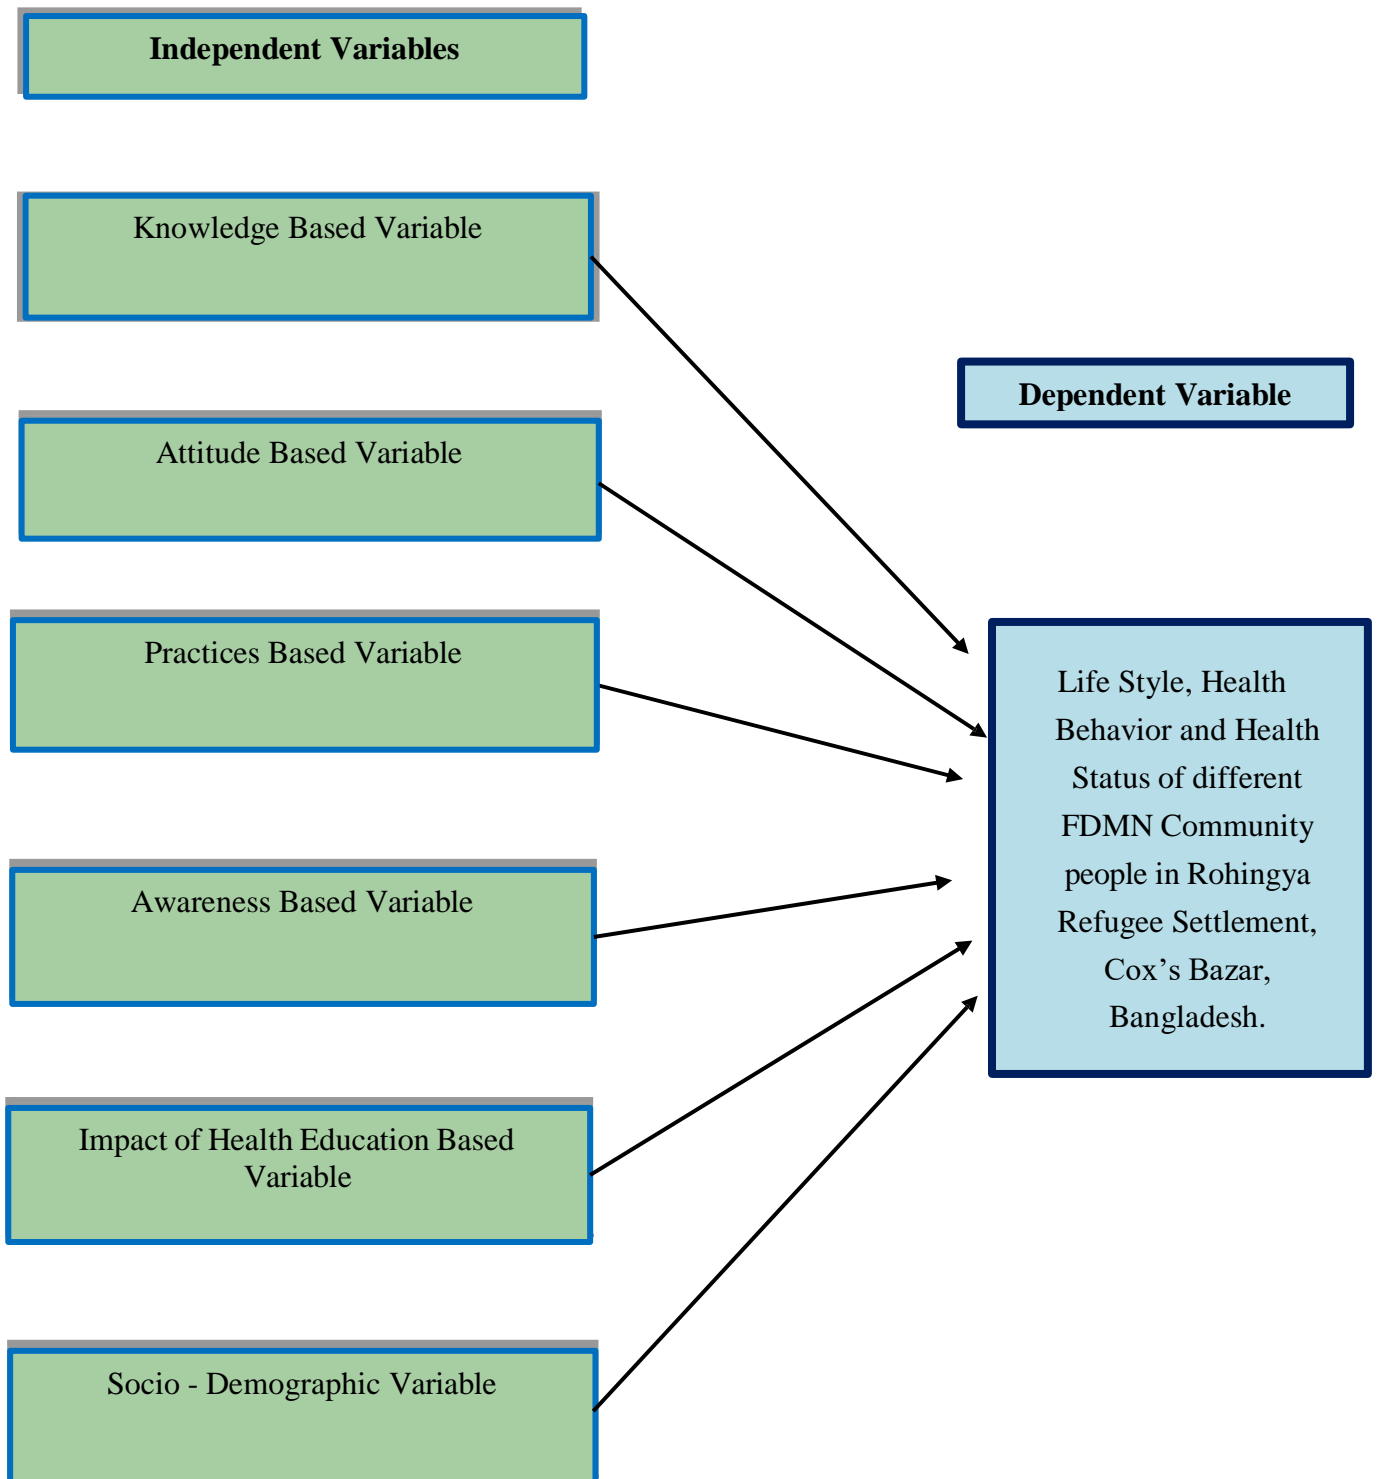 Independent Variables
Knowledge Based Variable
Attitude Based Variable
Practices Based Variable
Awareness Based Variable
Impact of Health Education Based
Variable
Socio - Demographic Variable
Dependent Variable
Life Style, Health
Behavior and Health
Status of different
FDMN Community
people in Rohingya
Refugee Settlement,
Cox’s Bazar,
Bangladesh.